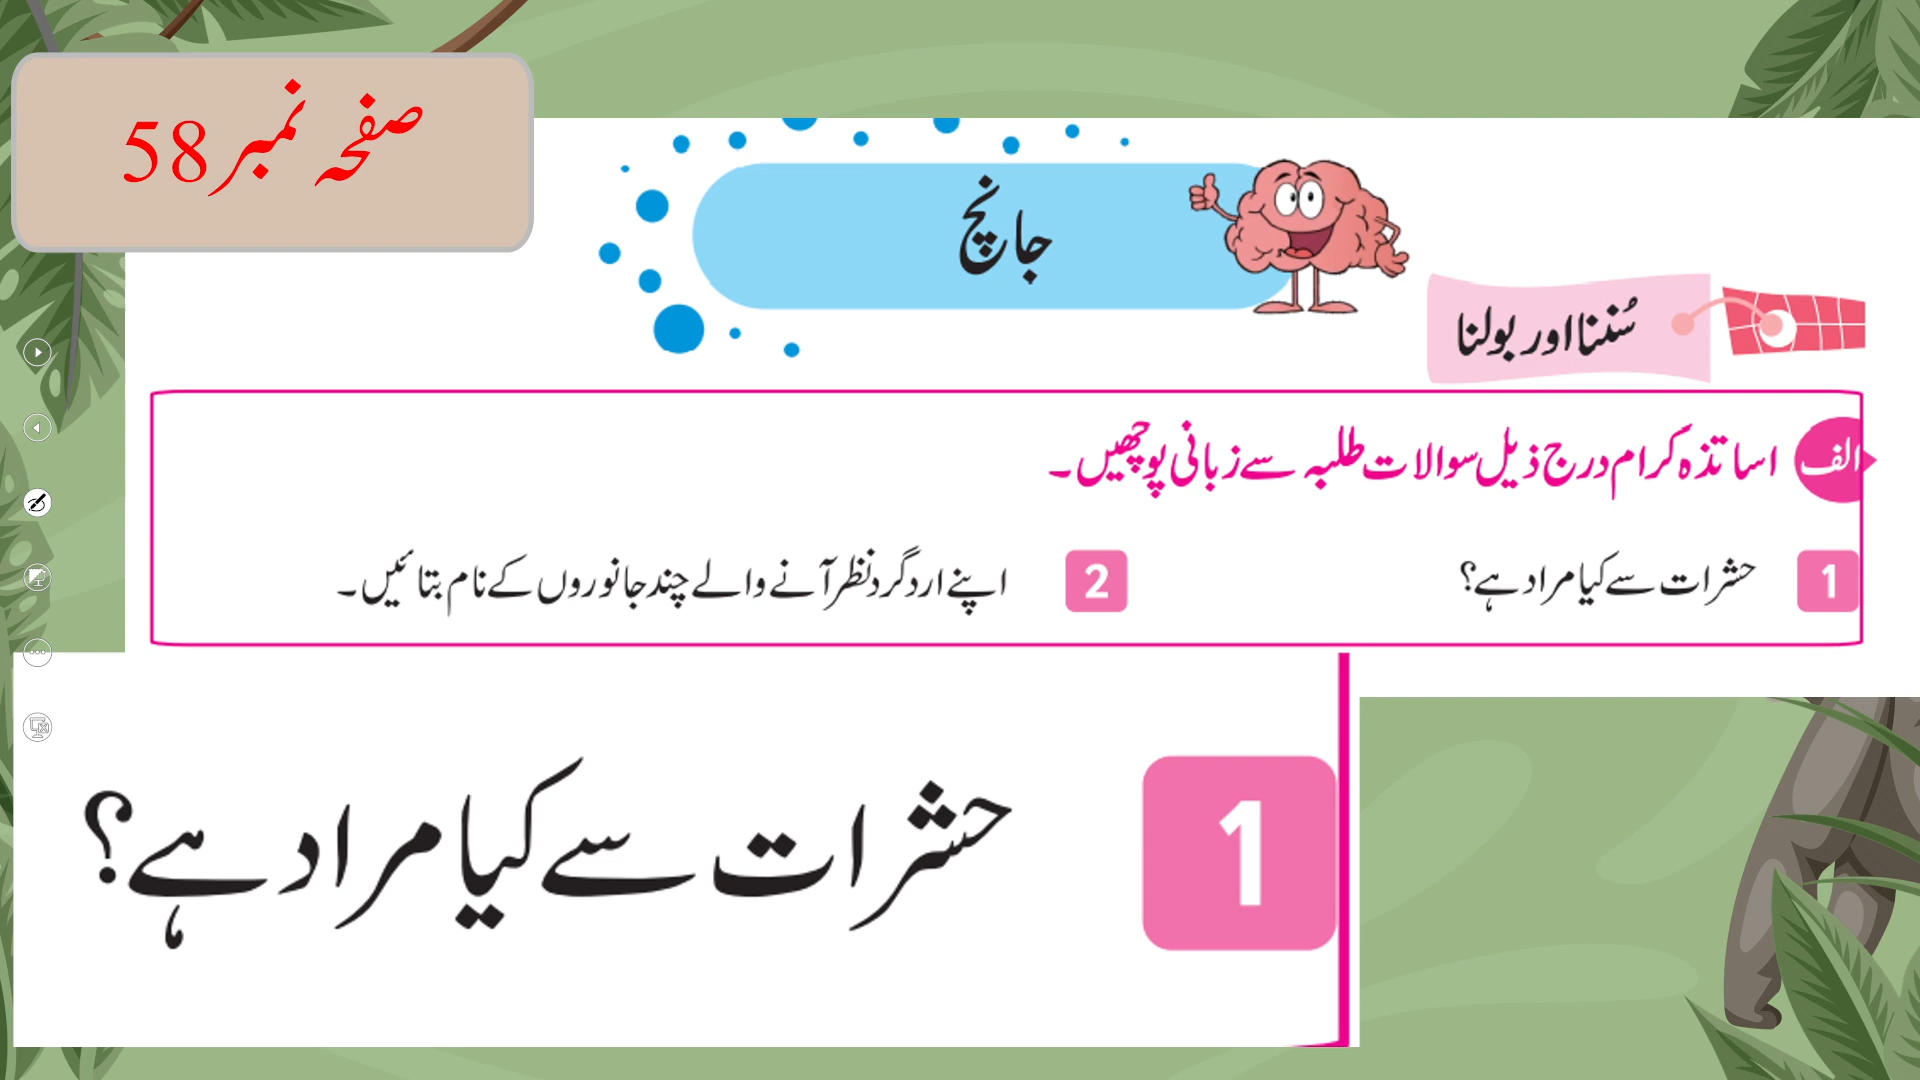 صفحہ نمبر 58
جانچ
سُننا اور بولنا
الف اساتذہ کرام درج ذیل سوالات طلبہ سے زبانی پوچھیں۔
1 حشرات سے کیا مراد ہے؟
2 اپنے اردگرد نظر آنے والے چند جانوروں کے نام بتائیں۔
1 حشرات سے کیا مراد ہے؟